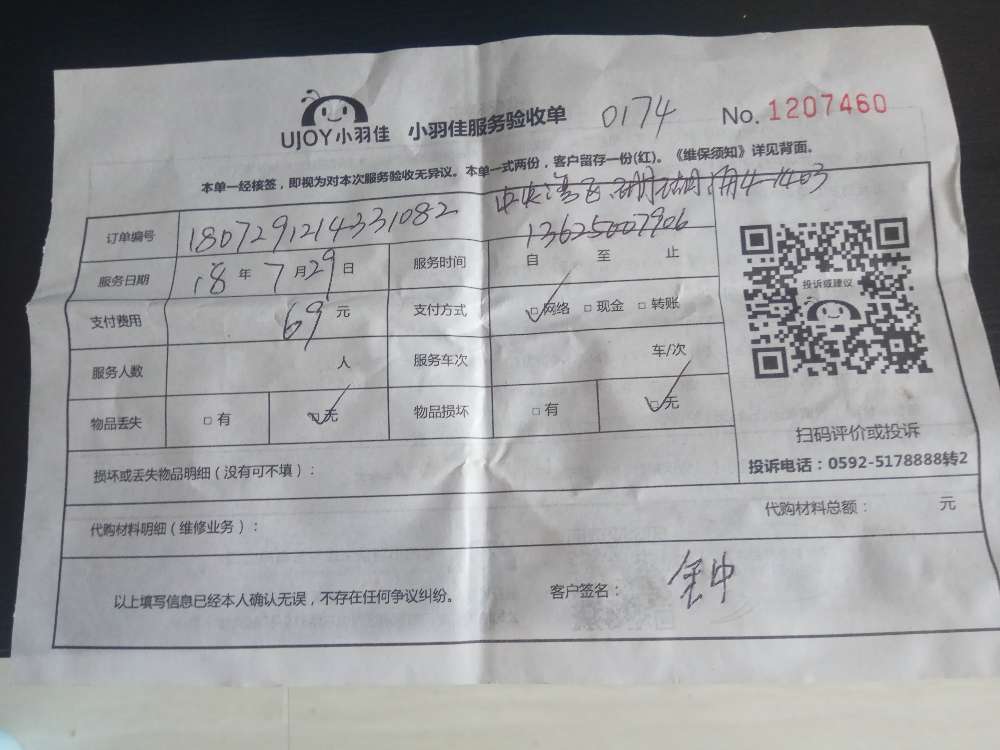 UJOY小羽佳 小羽佳服务验收单 0174 No. 1207460
本单一经核签，即视为对本次服务验收无异议。本单一式两份，客户留存一份(红)。《维保须知》详见背面。
中央湾区 4-1403
订单编号 180729121433 1082
13625007906
服务日期 18 年 7 月 29 日 服务时间 自 至 止
支付费用 69 元 支付方式 □网络 □现金 □转账
服务人数 人 服务车次 车/次
物品丢失 □有 □无 物品损坏 □有 □无
投诉或建议
扫码评价或投诉
投诉电话：0592-5178888转2
损坏或丢失物品明细（没有可不填）：
代购材料明细（维修业务）： 代购材料总额： 元
以上填写信息已经本人确认无误，不存在任何争议纠纷。 客户签名：